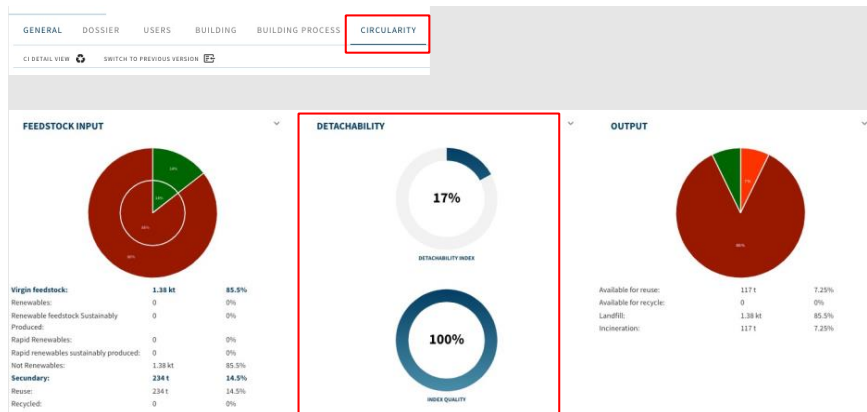 GENERAL DOSSIER USERS BUILDING BUILDING PROCESS CIRCULARITY
CI DETAIL VIEW SWITCH TO PREVIOUS VERSION
FEEDSTOCK INPUT
Virgin feedstock: 1.38 kt 85.5%
Renewables: 0 0%
Renewable feedstock Sustainably 0 0%
Produced:
Rapid Renewables: 0 0%
Rapid renewables sustainably produced: 0 0%
Not Renewables: 1.38 kt 85.5%
Secundary: 234 t 14.5%
Reuse: 234 t 14.5%
Recycled: 0 0%
DETACHABILITY
17%
DETACHABILITY INDEX
100%
INDEX QUALITY
OUTPUT
7%
Available for reuse: 117 t 7.25%
Available for recycle: 0 0%
Landfill: 1.38 kt 85.5%
Incineration: 117 t 7.25%